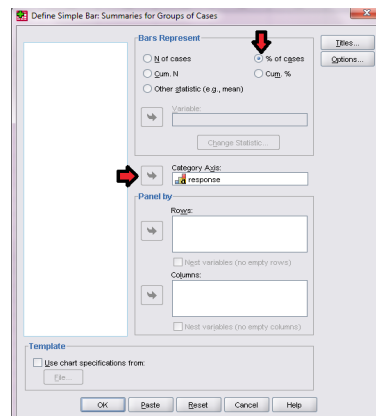 Define Simple Bar: Summaries for Groups of Cases
Bars Represent
N of cases
% of cases
Cum. N
Cum. %
Other statistic (e.g., mean)
Variable:
Change Statistic...
Titles...
Options...
Category Axis:
response
Panel by
Rows:
Nest variables (no empty rows)
Columns:
Nest variables (no empty columns)
Template
Use chart specifications from:
File...
OK Paste Reset Cancel Help